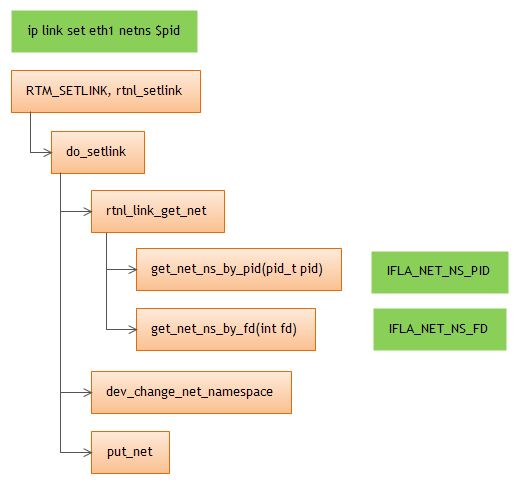 ip link set eth1 netns $pid
RTM_SETLINK, rtnl_setlink
do_setlink
rtnl_link_get_net
get_net_ns_by_pid(pid_t pid)
IFLA_NET_NS_PID
get_net_ns_by_fd(int fd)
IFLA_NET_NS_FD
dev_change_net_namespace
put_net